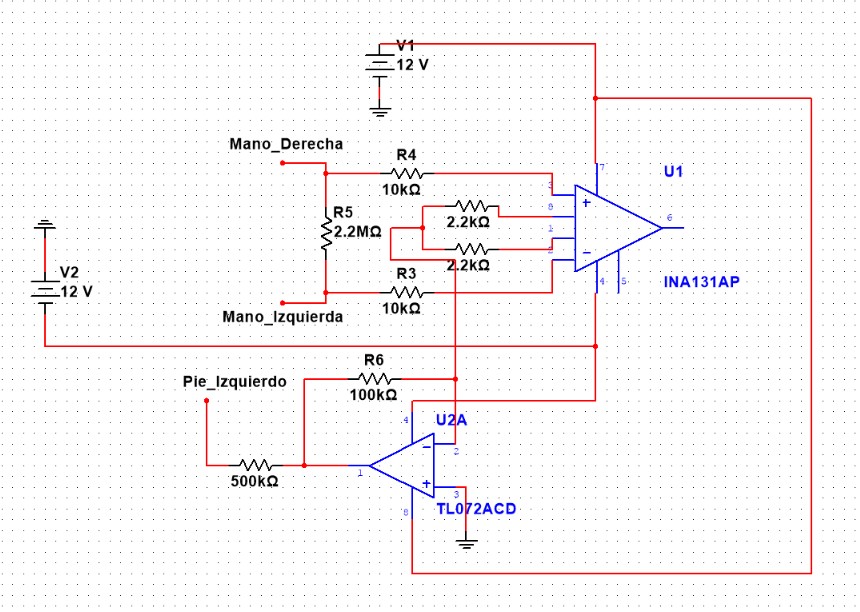 V1
12 V
Mano_Derecha
R4
10kΩ
7
U1
3
R5
2.2MΩ
2.2kΩ
8
6
1
2
2.2kΩ
V2
12 V
R3
10kΩ
4
5
INA131AP
Mano_Izquierda
R6
100kΩ
Pie_Izquierdo
4
U2A
2
500kΩ
1
3
TL072ACD
8